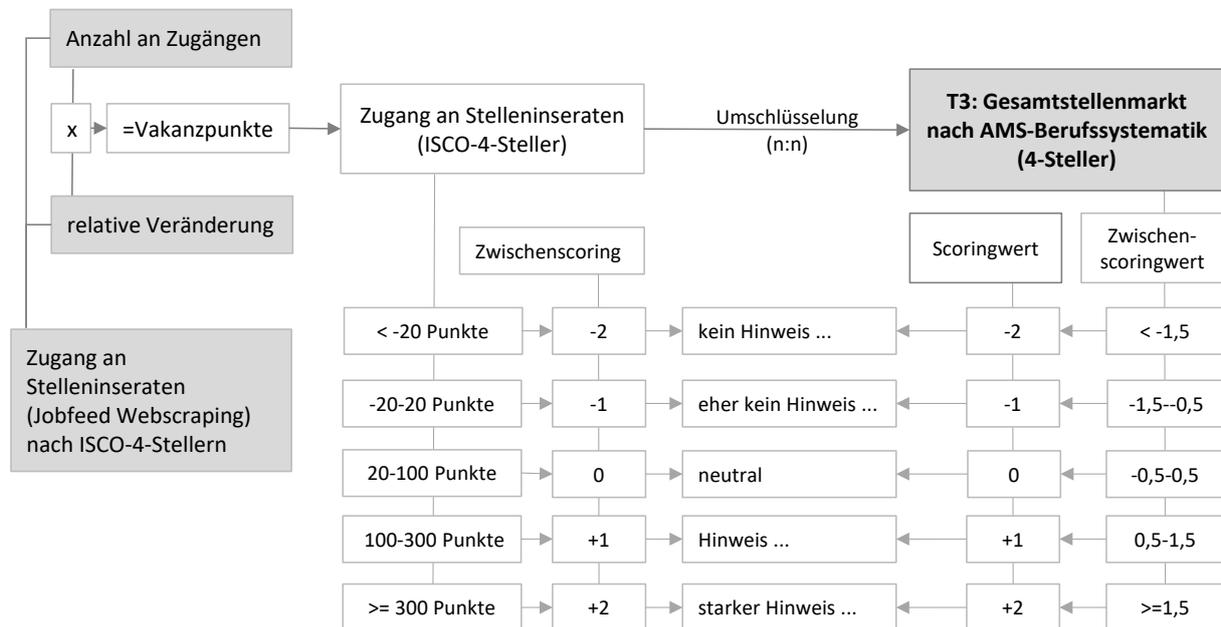 Anzahl an Zugängen
x
=Vakanzpunkte
relative Veränderung
Zugang an
Stelleninseraten
(Jobfeed Webscraping)
nach ISCO-4-Stellern
Zugang an Stelleninseraten
(ISCO-4-Steller)
Umschlüsselung
(n:n)
T3: Gesamtstellenmarkt
nach AMS-Berufssystematik
(4-Steller)
Zwischenscoring
Scoringwert
Zwischen-
scoringwert
< -20 Punkte
-2
kein Hinweis ...
-2
< -1,5
-20-20 Punkte
-1
eher kein Hinweis ...
-1
-1,5--0,5
20-100 Punkte
0
neutral
0
-0,5-0,5
100-300 Punkte
+1
Hinweis ...
+1
0,5-1,5
>= 300 Punkte
+2
starker Hinweis ...
+2
>=1,5